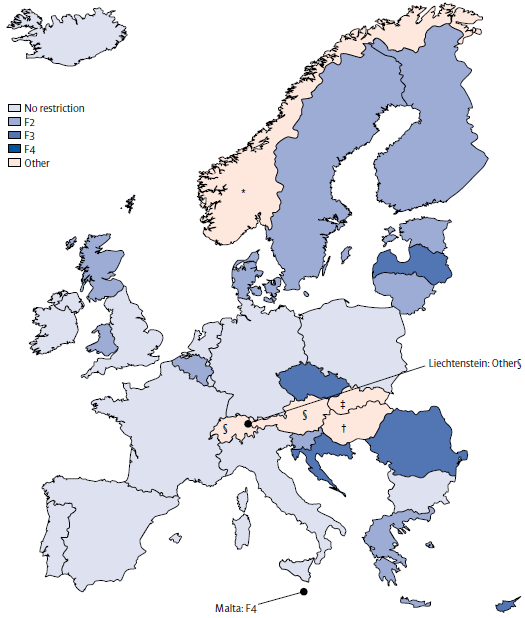 No restriction
F2
F3
F4
Other
*
Liechtenstein: Other§
‡
§
†
§
Malta: F4